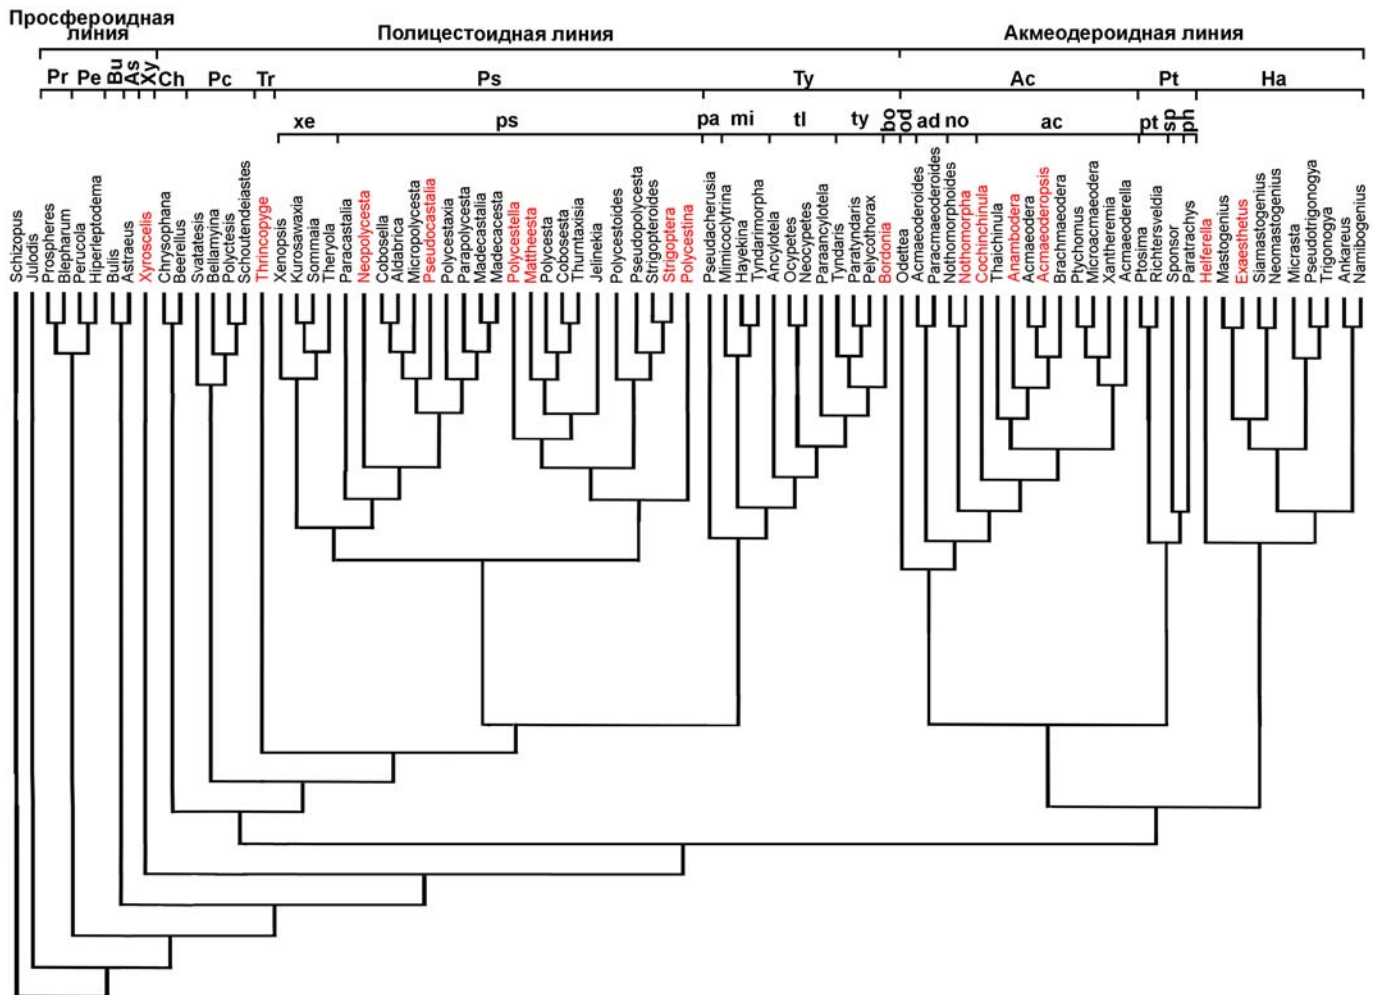 Просфероидная
линия
Полицестоидная линия
Акмеодероидная линия
Pr Pe Bu As Xy Ch Pc Tr Ps Ty Ac Pt Ha
xe ps pa mi tl ty bo od ad no ac pt sp ph
Schizopus
Julodis
Prospheres
Blepharum
Perucola
Hiperleptodema
Bulis
Astraeus
Xyroscelis
Chrysophana
Beerellus
Svatesis
Bellamyina
Polyctesis
Schoutendeiastes
Thrincopyge
Xenopsis
Kurosawaxia
Sommaia
Theryola
Paracastalia
Neopolycesta
Cobosella
Aldabrica
Micropolycesta
Pseudocastalia
Polycestaxia
Parapolycesta
Madecastalia
Madecacesta
Polycestella
Mattheesta
Polycesta
Cobosesta
Thurntaxisia
Jelinekia
Polycestoides
Pseudopolycesta
Strigopteroides
Strigoptera
Polycestina
Pseudacherusia
Mimicoclytrina
Hayekina
Tyndarimorpha
Ancylotela
Ocypetes
Neocypetes
Parancylotela
Tyndaris
Paratyndaris
Pelycothorax
Bordonia
Odettea
Acmaeoderoides
Paracmaeoderoides
Nothomorphoides
Nothomorpha
Cochinchinula
Thaichinula
Anambodera
Acmaeodera
Acmaeoderopsis
Brachmaeodera
Ptychomus
Microacmaeodera
Xantheremia
Acmaeoderella
Ptosima
Richtersveldia
Sponsor
Paratrachys
Helferella
Mastogenius
Exaesthetus
Siamastogenius
Neomastogenius
Micrasta
Pseudotrigonogya
Trigonogya
Ankareus
Namibogenius